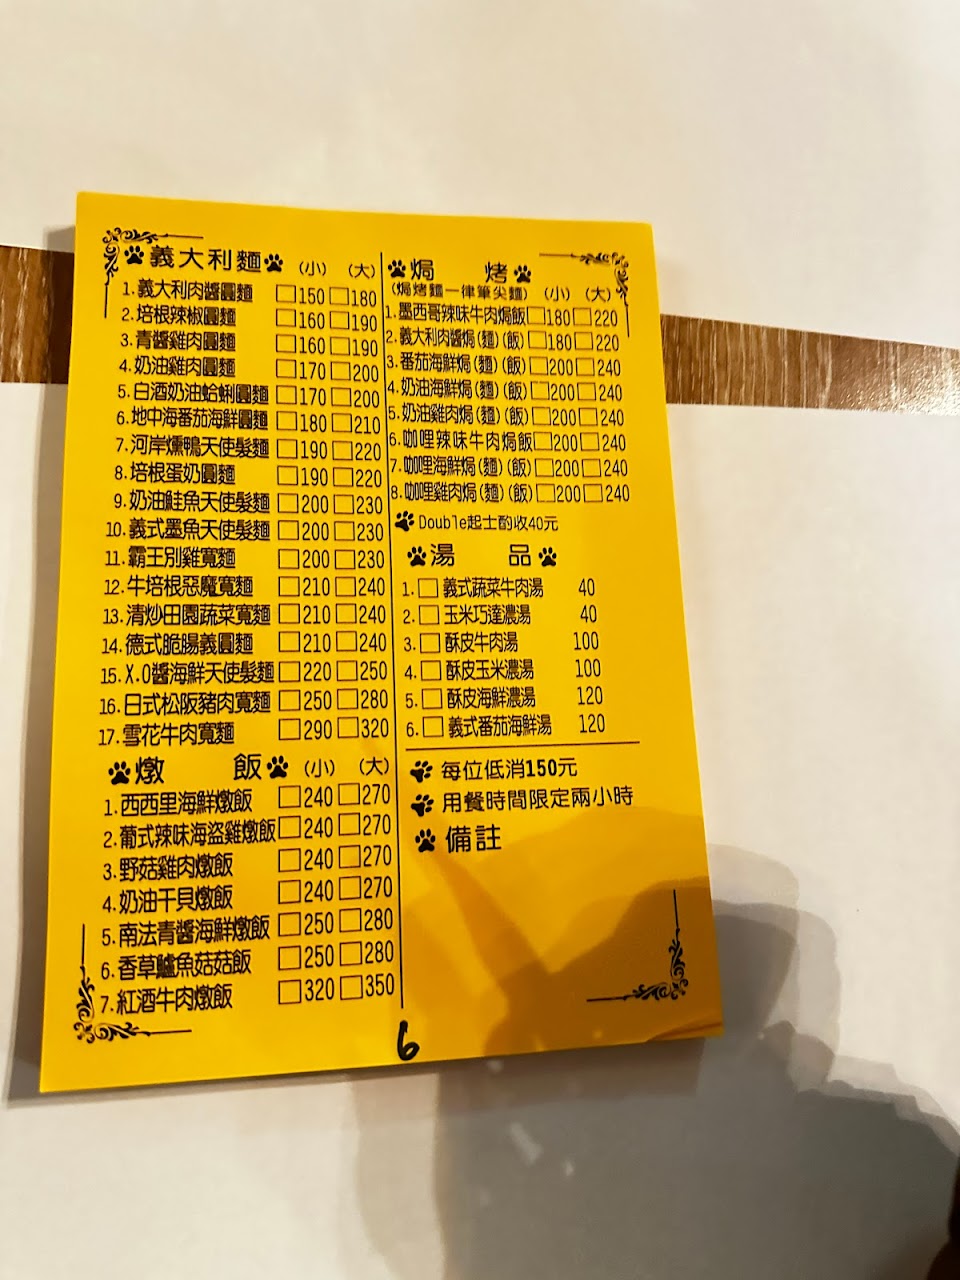 義大利麵 (小) (大)
1.義大利肉醬圓麵 □150 □180
2.培根辣椒圓麵 □160 □190
3.青醬雞肉圓麵 □160 □190
4.奶油雞肉圓麵 □170 □200
5.白酒奶油蛤蜊圓麵 □170 □200
6.地中海番茄海鮮圓麵 □180 □210
7.河岸燻鴨天使髮麵 □190 □220
8.培根蛋奶圓麵 □190 □220
9.奶油鮭魚天使髮麵 □200 □230
10.義式墨魚天使髮麵 □200 □230
11.霸王別雞寬麵 □200 □230
12.牛培根惡魔寬麵 □210 □240
13.清炒田園蔬菜寬麵 □210 □240
14.德式脆腸義圓麵 □210 □240
15.X.O醬海鮮天使髮麵 □220 □250
16.日式松阪豬肉寬麵 □250 □280
17.雪花牛肉寬麵 □290 □320
燉 飯 (小) (大)
1.西西里海鮮燉飯 □240 □270
2.葡式辣味海盜雞燉飯 □240 □270
3.野菇雞肉燉飯 □240 □270
4.奶油干貝燉飯 □240 □270
5.南法青醬海鮮燉飯 □250 □280
6.香草鱸魚菇菇飯 □250 □280
7.紅酒牛肉燉飯 □320 □350
焗 烤
(焗烤麵一律筆尖麵) (小) (大)
1.墨西哥辣味牛肉焗飯 □180 □220
2.義大利肉醬焗(麵)(飯) □180 □220
3.番茄海鮮焗(麵)(飯) □200 □240
4.奶油海鮮焗(麵)(飯) □200 □240
5.奶油雞肉焗(麵)(飯) □200 □240
6.咖哩辣味牛肉焗飯 □200 □240
7.咖哩海鮮焗(麵)(飯) □200 □240
8.咖哩雞肉焗(麵)(飯) □200 □240
Double起士酌收40元
湯 品
1.□ 義式蔬菜牛肉湯 40
2.□ 玉米巧達濃湯 40
3.□ 酥皮牛肉湯 100
4.□ 酥皮玉米濃湯 100
5.□ 酥皮海鮮濃湯 120
6.□ 義式番茄海鮮湯 120
每位低消150元
用餐時間限定兩小時
備註
6